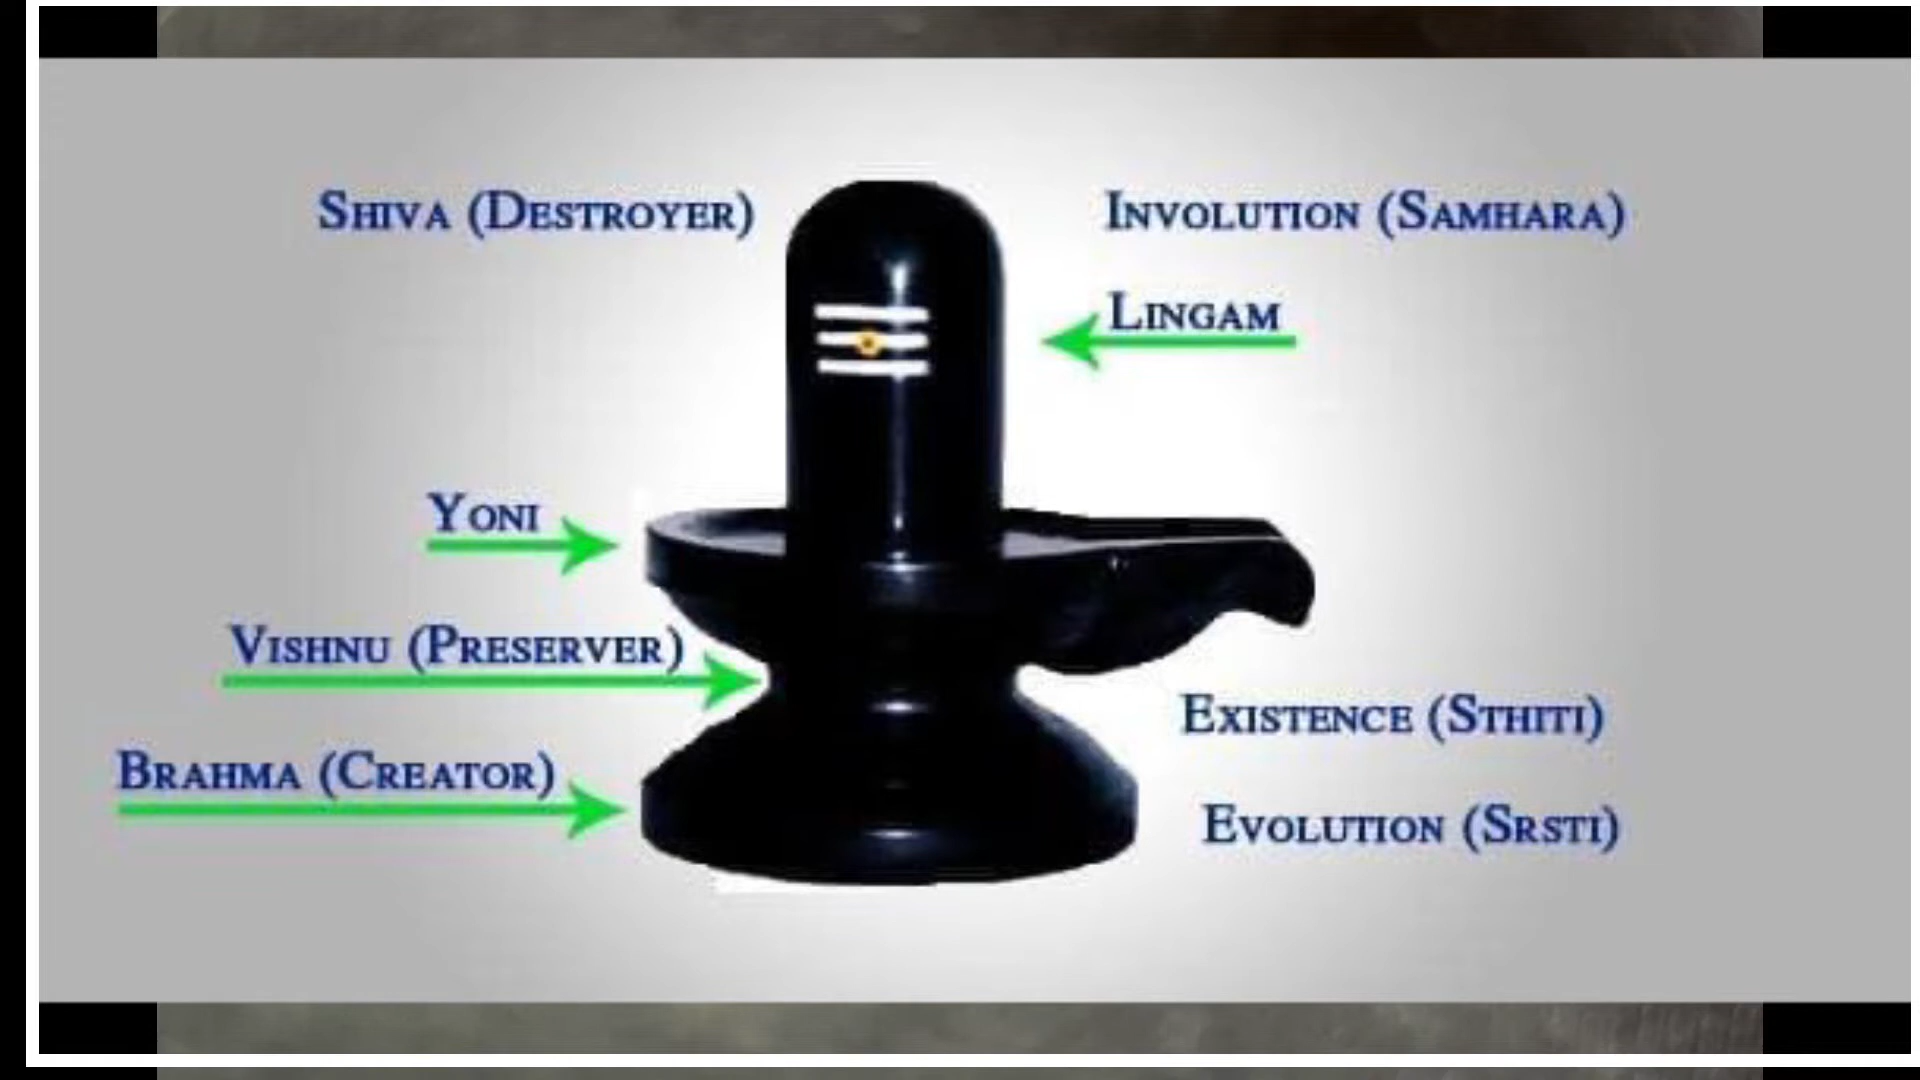 Shiva (Destroyer)
Involution (Samhara)
Lingam
Yoni
Vishnu (Preserver)
Existence (Sthiti)
Brahma (Creator)
Evolution (Srsti)